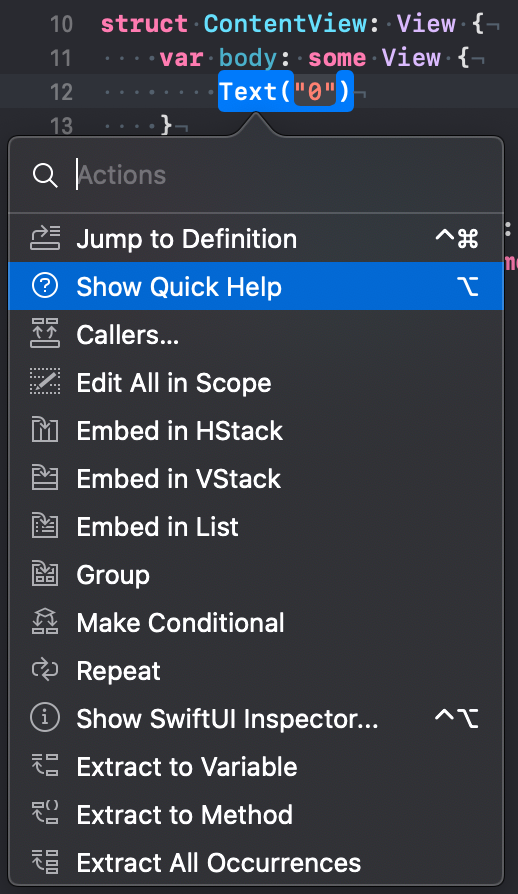 10 struct ContentView: View {¬
11 ····var body: some View {¬
12 ········Text("0")¬
13 ····}¬
Actions
:
Jump to Definition ^⌘
Show Quick Help ⌥
Callers...
Edit All in Scope
Embed in HStack
Embed in VStack
Embed in List
Group
Make Conditional
Repeat
Show SwiftUI Inspector... ^⌥
Extract to Variable
Extract to Method
Extract All Occurrences